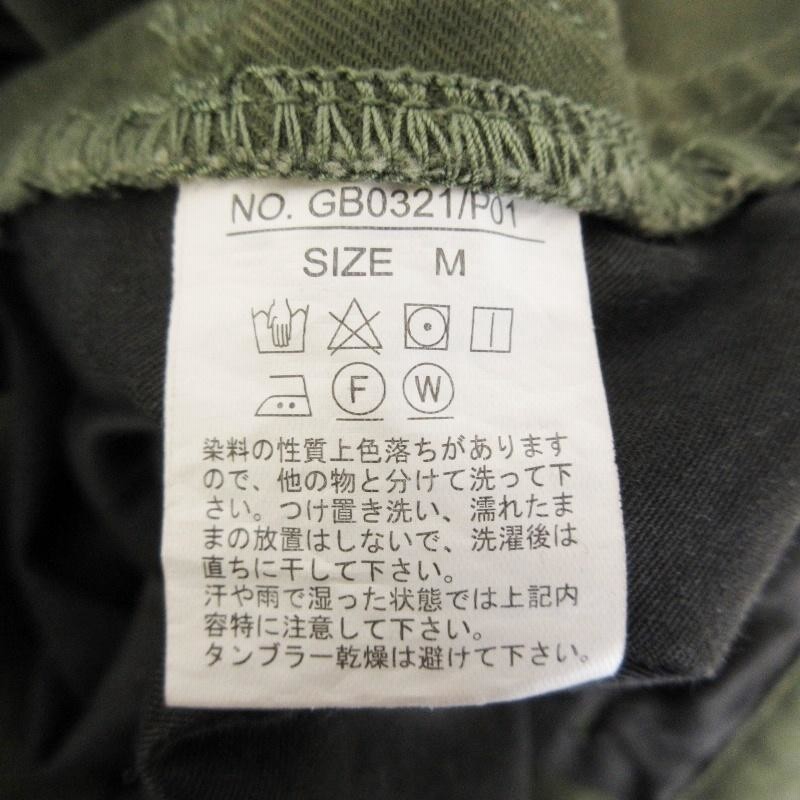 NO. GB0321/P01
SIZE M
F W
染料の性質上色落ちがあります
ので、他の物と分けて洗って下
さい。つけ置き洗い、濡れたま
まの放置はしないで、洗濯後は
直ちに干して下さい。
汗や雨で湿った状態では上記内
容特に注意して下さい。
タンブラー乾燥は避けて下さい。